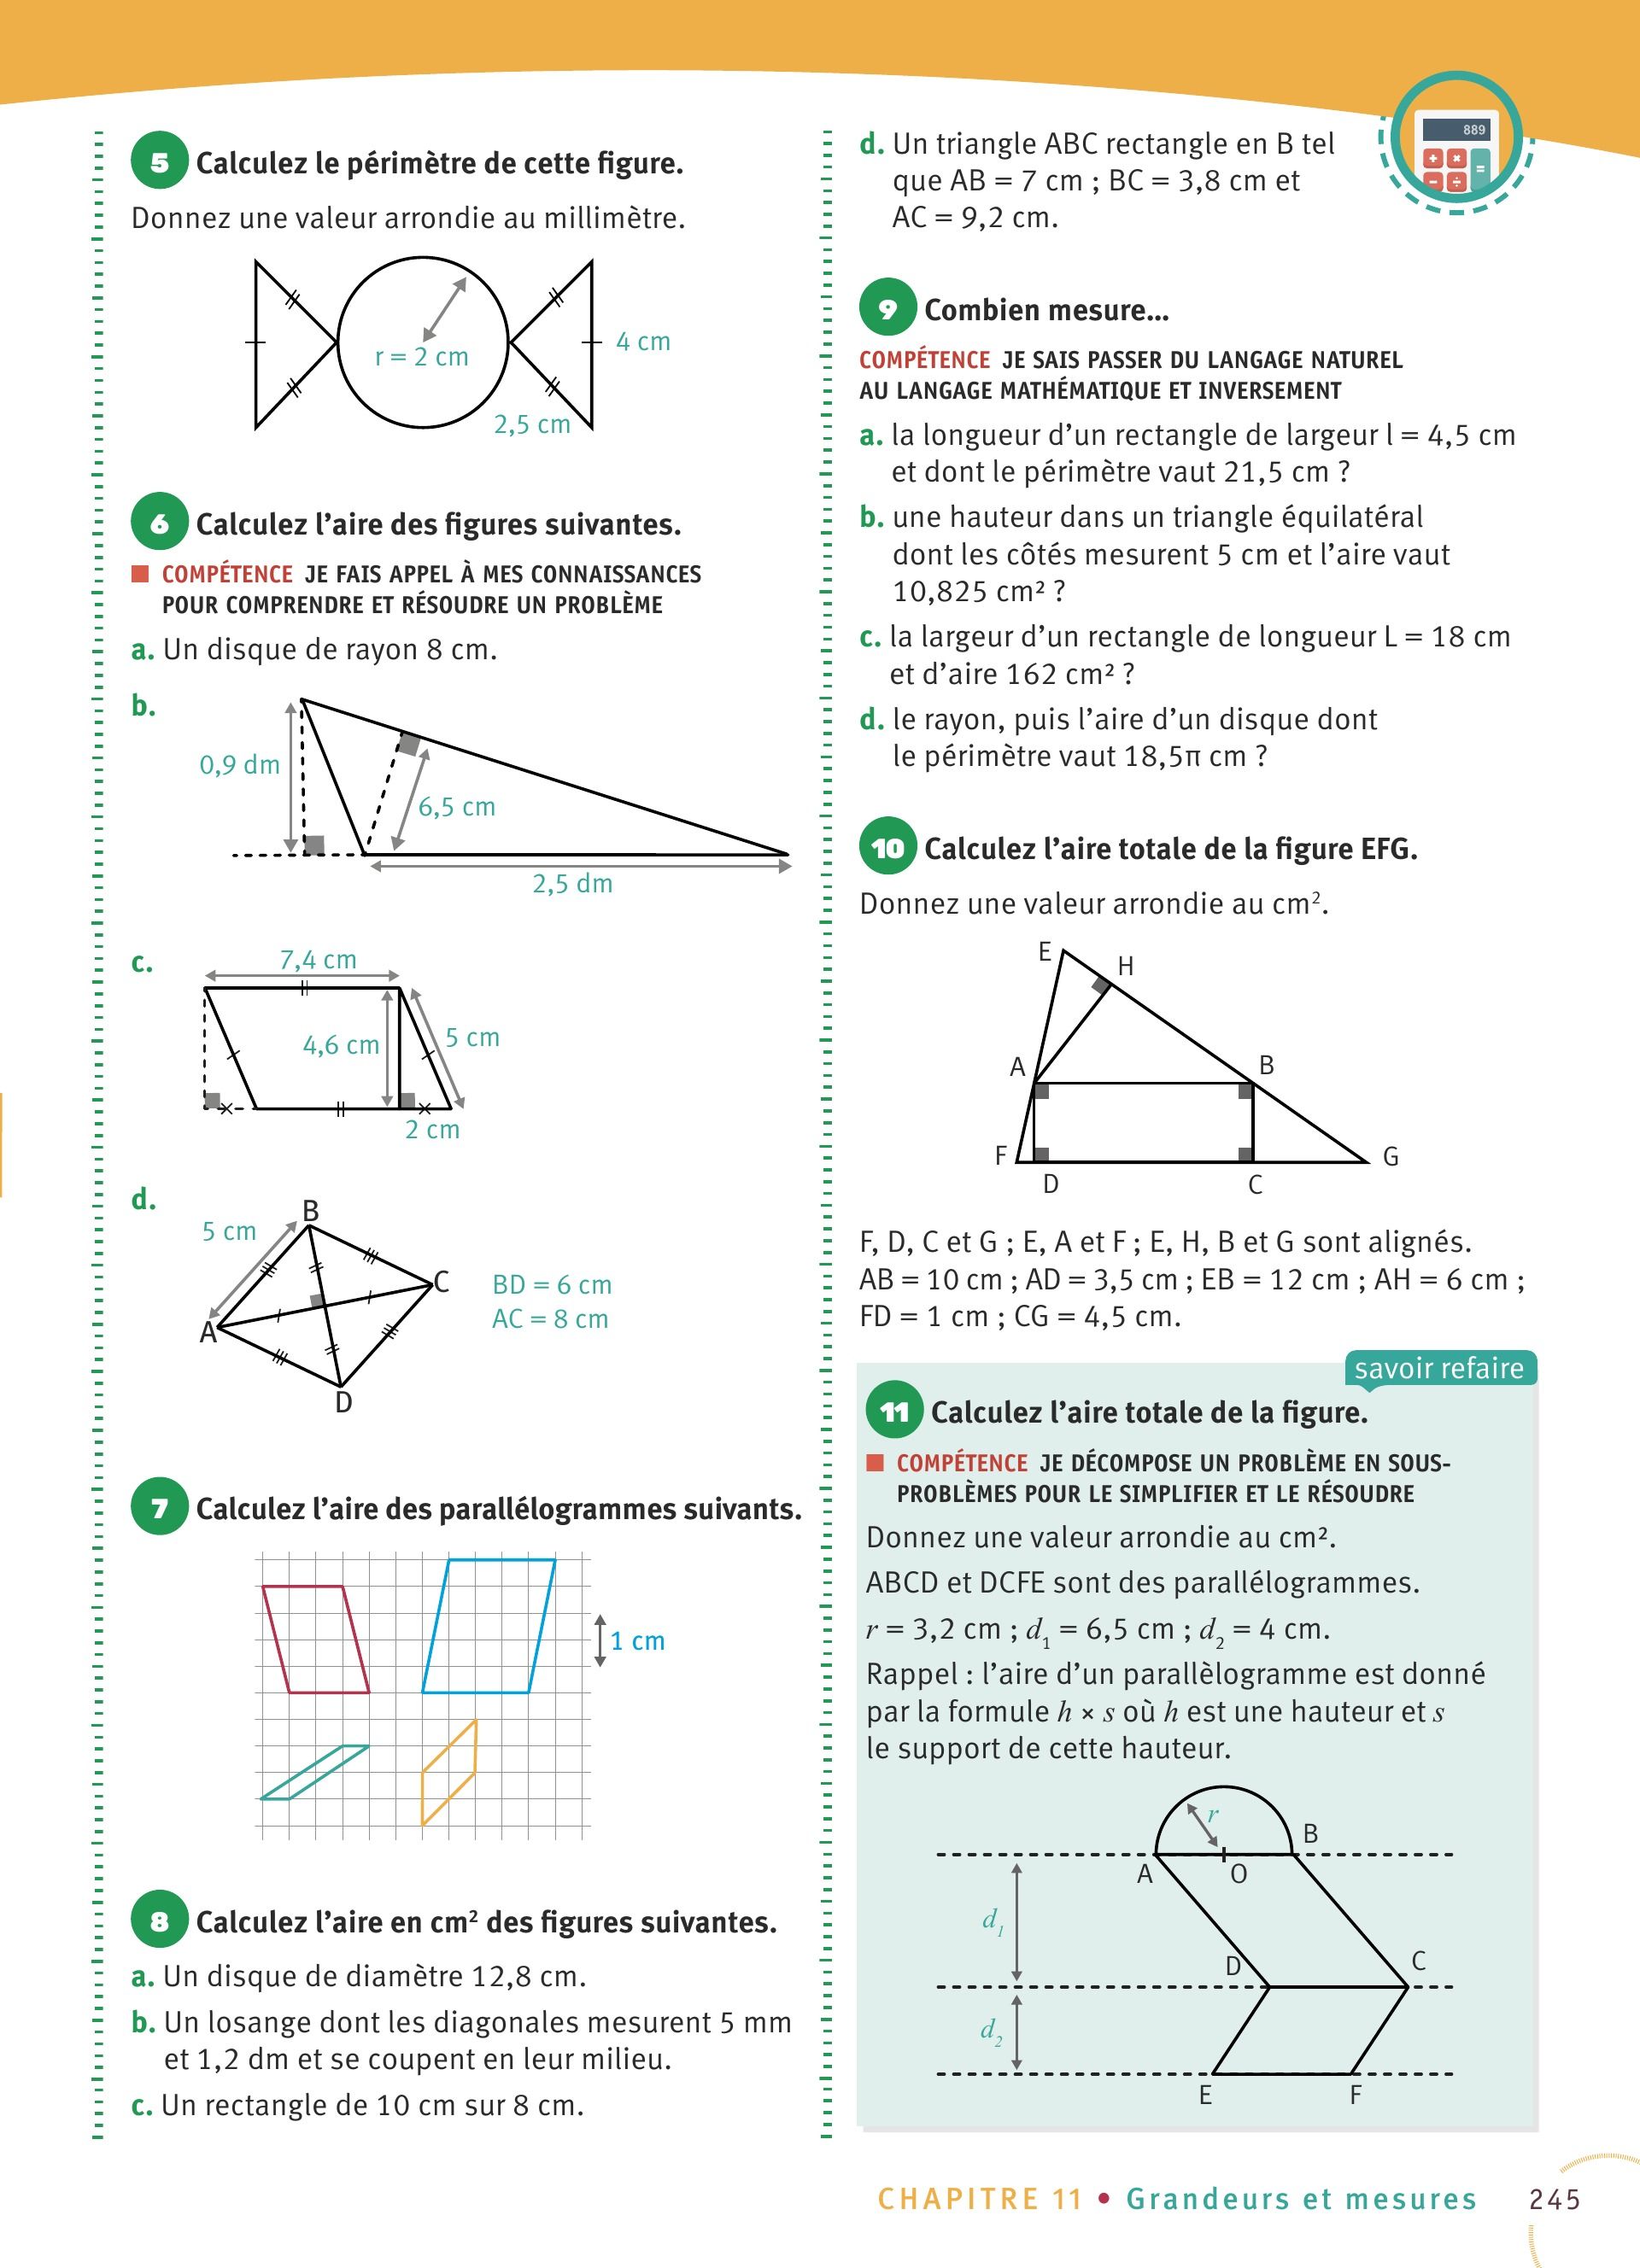 5 Calculez le périmètre de cette figure.
Donnez une valeur arrondie au millimètre.
r = 2 cm
4 cm
2,5 cm
6 Calculez l’aire des figures suivantes.
COMPÉTENCE JE FAIS APPEL À MES CONNAISSANCES
POUR COMPRENDRE ET RÉSOUDRE UN PROBLÈME
a. Un disque de rayon 8 cm.
b.
0,9 dm
6,5 cm
2,5 dm
c.
7,4 cm
4,6 cm
5 cm
2 cm
d.
5 cm
B
C
A
D
BD = 6 cm
AC = 8 cm
7 Calculez l’aire des parallélogrammes suivants.
1 cm
8 Calculez l’aire en cm² des figures suivantes.
a. Un disque de diamètre 12,8 cm.
b. Un losange dont les diagonales mesurent 5 mm
et 1,2 dm et se coupent en leur milieu.
c. Un rectangle de 10 cm sur 8 cm.
889
d. Un triangle ABC rectangle en B tel
que AB = 7 cm ; BC = 3,8 cm et
AC = 9,2 cm.
9 Combien mesure…
COMPÉTENCE JE SAIS PASSER DU LANGAGE NATUREL
AU LANGAGE MATHÉMATIQUE ET INVERSEMENT
a. la longueur d’un rectangle de largeur l = 4,5 cm
et dont le périmètre vaut 21,5 cm ?
b. une hauteur dans un triangle équilatéral
dont les côtés mesurent 5 cm et l’aire vaut
10,825 cm² ?
c. la largeur d’un rectangle de longueur L = 18 cm
et d’aire 162 cm² ?
d. le rayon, puis l’aire d’un disque dont
le périmètre vaut 18,5π cm ?
10 Calculez l’aire totale de la figure EFG.
Donnez une valeur arrondie au cm².
E
H
A
B
F
G
D
C
F, D, C et G ; E, A et F ; E, H, B et G sont alignés.
AB = 10 cm ; AD = 3,5 cm ; EB = 12 cm ; AH = 6 cm ;
FD = 1 cm ; CG = 4,5 cm.
savoir refaire
11 Calculez l’aire totale de la figure.
COMPÉTENCE JE DÉCOMPOSE UN PROBLÈME EN SOUS-
PROBLÈMES POUR LE SIMPLIFIER ET LE RÉSOUDRE
Donnez une valeur arrondie au cm².
ABCD et DCFE sont des parallélogrammes.
r = 3,2 cm ; d₁ = 6,5 cm ; d₂ = 4 cm.
Rappel : l’aire d’un parallèlogramme est donné
par la formule h × s où h est une hauteur et s
le support de cette hauteur.
r
B
A
O
d₁
D
C
d₂
E
F
CHAPITRE 11 • Grandeurs et mesures 245